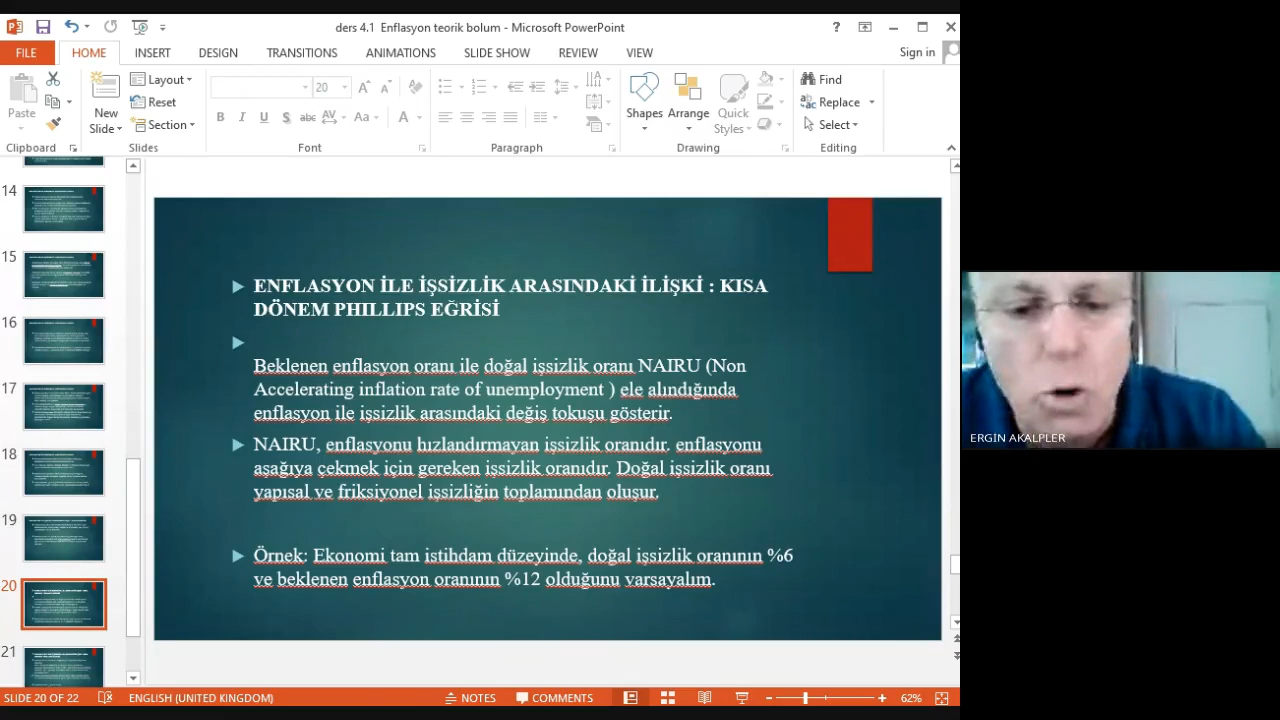 ders 4.1 Enflasyon teorik bolum - Microsoft PowerPoint
FILE HOME INSERT DESIGN TRANSITIONS ANIMATIONS SLIDE SHOW REVIEW VIEW Sign in
Paste
Clipboard
New
Slide
Layout
Reset
Section
Slides
20
B I U S abc AV Aa A
Font
Paragraph
Shapes Arrange Quick
Styles
Drawing
Find
Replace
Select
Editing
14
15
16
17
18
19
20
21
ENFLASYON İLE İŞSİZLİK ARASINDAKİ İLİŞKİ : KISA
DÖNEM PHILLIPS EĞRİSİ
Beklenen enflasyon oranı ile doğal işsizlik oranı NAIRU (Non
Accelerating inflation rate of unemployment ) ele alındığında
enflasyon ile işsizlik arasındaki değiş tokuşu gösterir.
NAIRU, enflasyonu hızlandırmayan işsizlik oranıdır. enflasyonu
aşağıya çekmek için gereken işsizlik oranıdır. Doğal işsizlik oranı
yapısal ve friksiyonel işsizliğin toplamından oluşur.
Örnek: Ekonomi tam istihdam düzeyinde, doğal işsizlik oranının %6
ve beklenen enflasyon oranının %12 olduğunu varsayalım.
ERGIN AKALPLER
SLIDE 20 OF 22 ENGLISH (UNITED KINGDOM) NOTES COMMENTS 62%